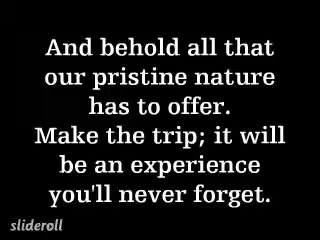 And behold all that
our pristine nature
has to offer.
Make the trip; it will
be an experience
you'll never forget.
slideroll